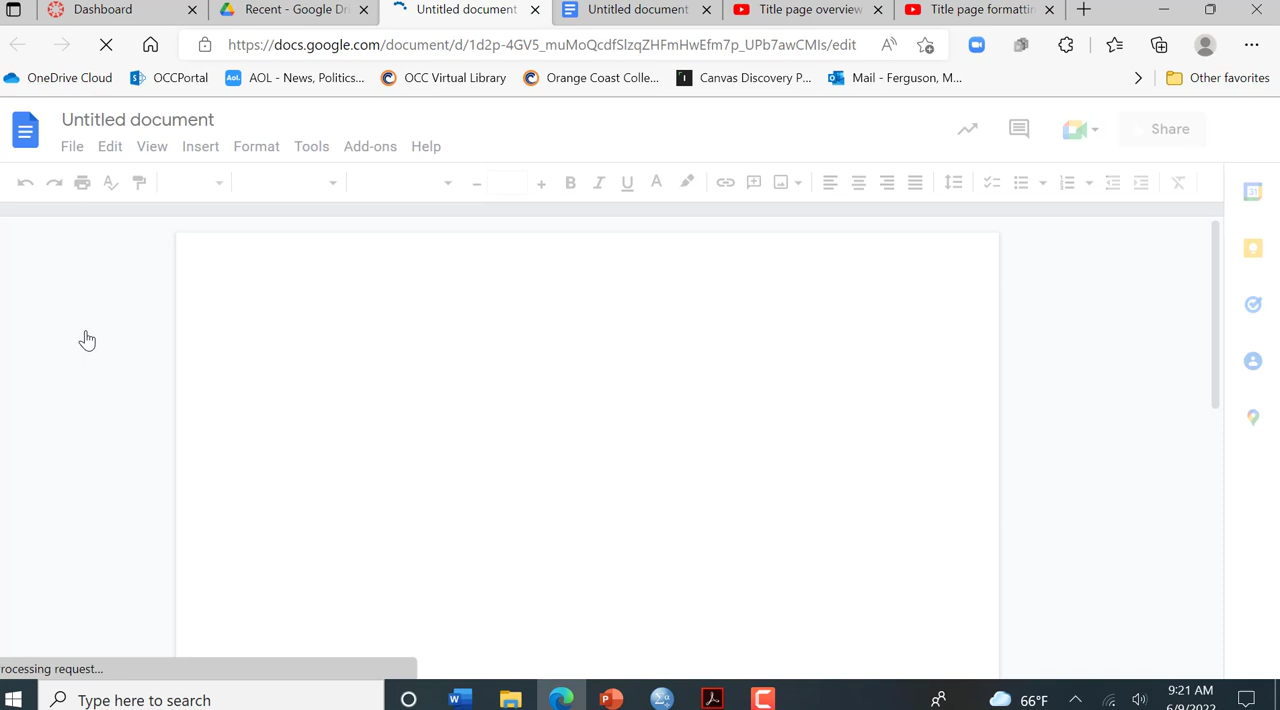 Dashboard
Recent - Google Dri
Untitled document
Untitled document
Title page overview
Title page formattin
https://docs.google.com/document/d/1d2p-4GV5_muMoQcdfSlzqZHFmHwEfm7p_UPb7awCMIs/edit
OneDrive Cloud
OCCPortal
Aol.
AOL - News, Politics...
OCC Virtual Library
Orange Coast Colle...
Canvas Discovery P...
Mail - Ferguson, M...
Other favorites
Untitled document
File Edit View Insert Format Tools Add-ons Help
Share
31
rocessing request...
Type here to search
66°F
9:21 AM
6/9/2022